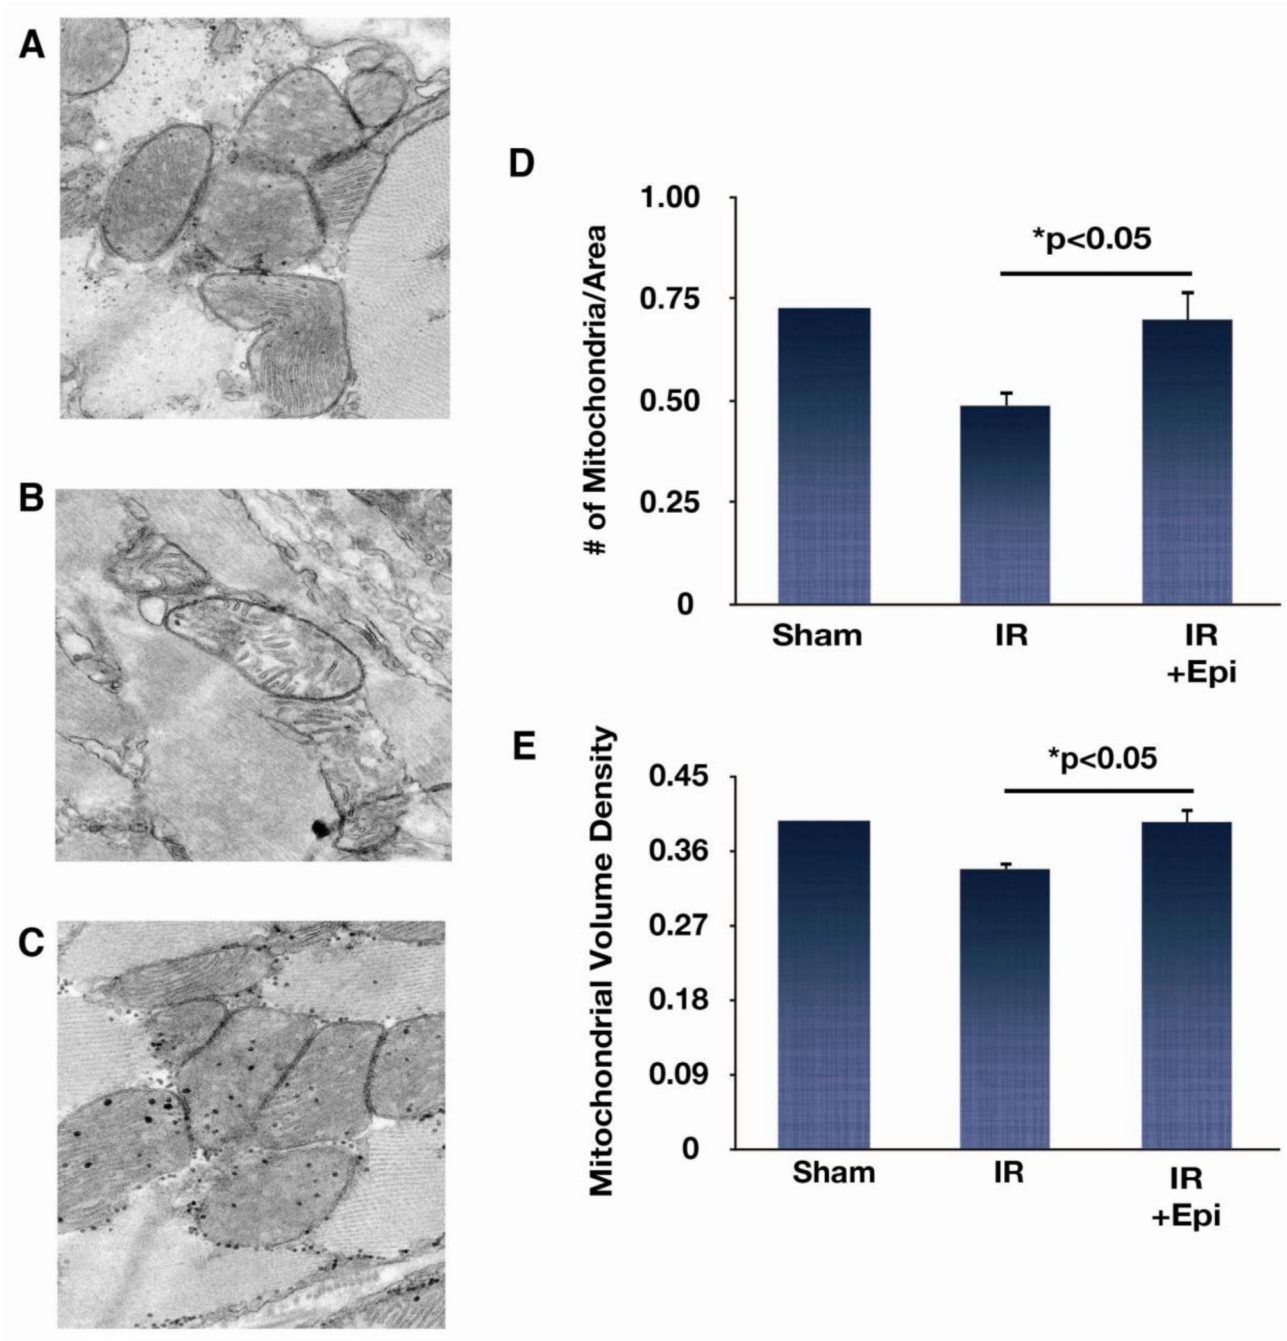 A
B
C
D
# of Mitochondria/Area
1.00
0.75
0.50
0.25
0
*p<0.05
Sham
IR
IR
+Epi
E
Mitochondrial Volume Density
0.45
0.36
0.27
0.18
0.09
0
*p<0.05
Sham
IR
IR
+Epi